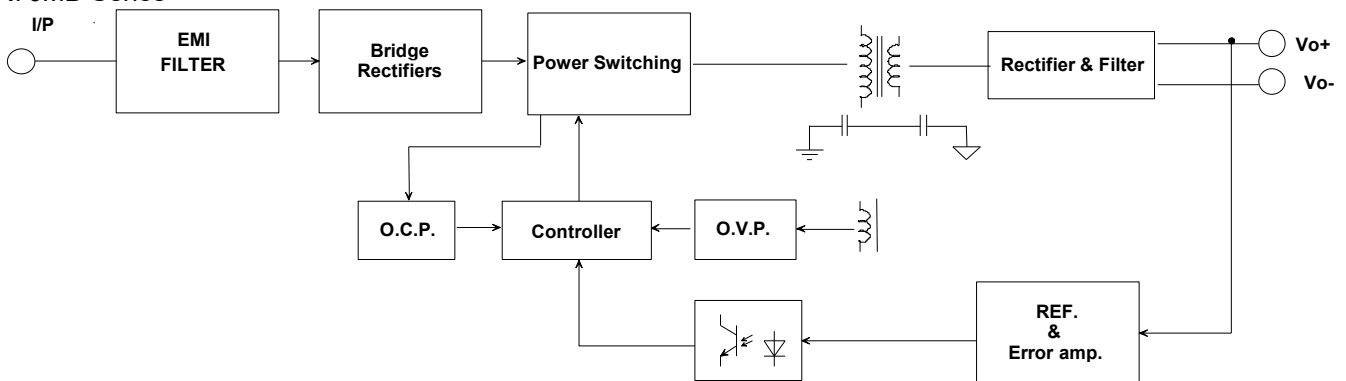 I/P
EMI
FILTER
Bridge
Rectifiers
Power Switching
Rectifier & Filter
Vo+
Vo-
O.C.P.
Controller
O.V.P.
REF.
&
Error amp.